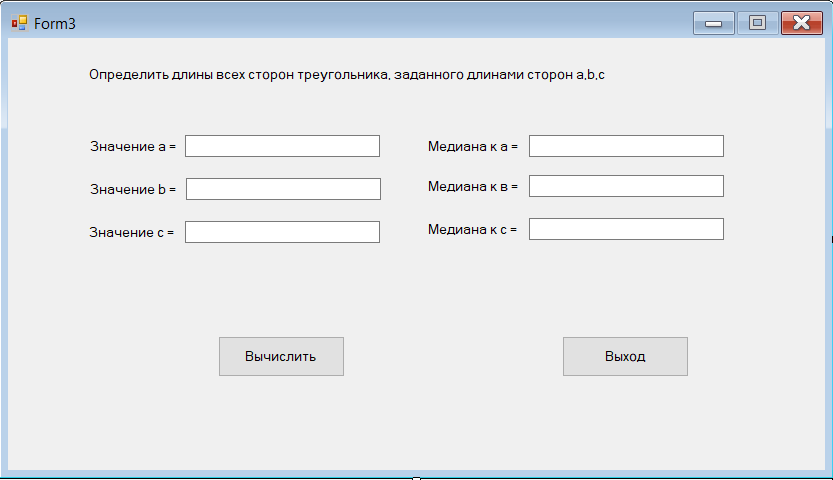 Form3
Определить длины всех сторон треугольника, заданного длинами сторон a,b,c
Значение a =
Медиана к a =
Значение b =
Медиана к в =
Значение c =
Медиана к c =
Вычислить
Выход